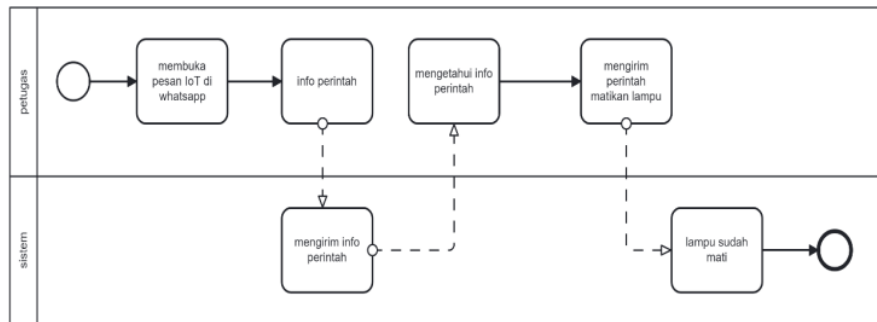 petugas
membuka
pesan IoT di
whatsapp
info perintah
mengetahui info
perintah
mengirim
perintah
matikan lampu
sistem
mengirim info
perintah
lampu sudah
mati